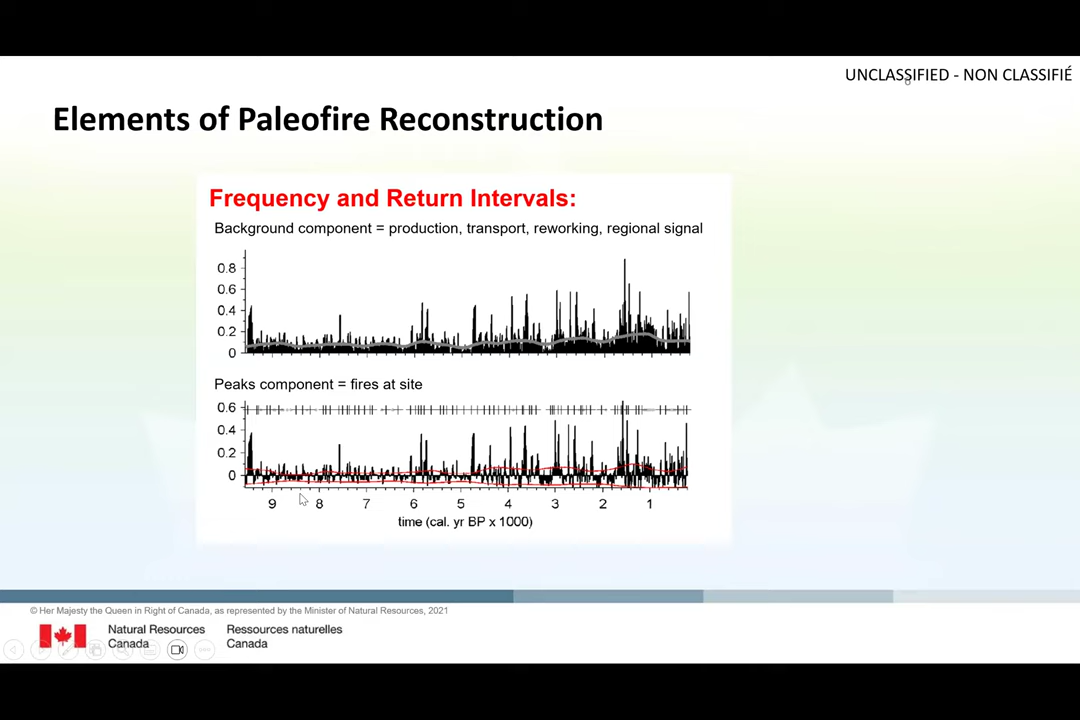 UNCLASSIFIED - NON CLASSIFIÉ
Elements of Paleofire Reconstruction
Frequency and Return Intervals:
Background component = production, transport, reworking, regional signal
0.8
0.6
0.4
0.2
0
Peaks component = fires at site
0.6
0.4
0.2
0
9 8 7 6 5 4 3 2 1
time (cal. yr BP x 1000)
© Her Majesty the Queen in Right of Canada, as represented by the Minister of Natural Resources, 2021
Natural Resources Ressources naturelles
Canada Canada